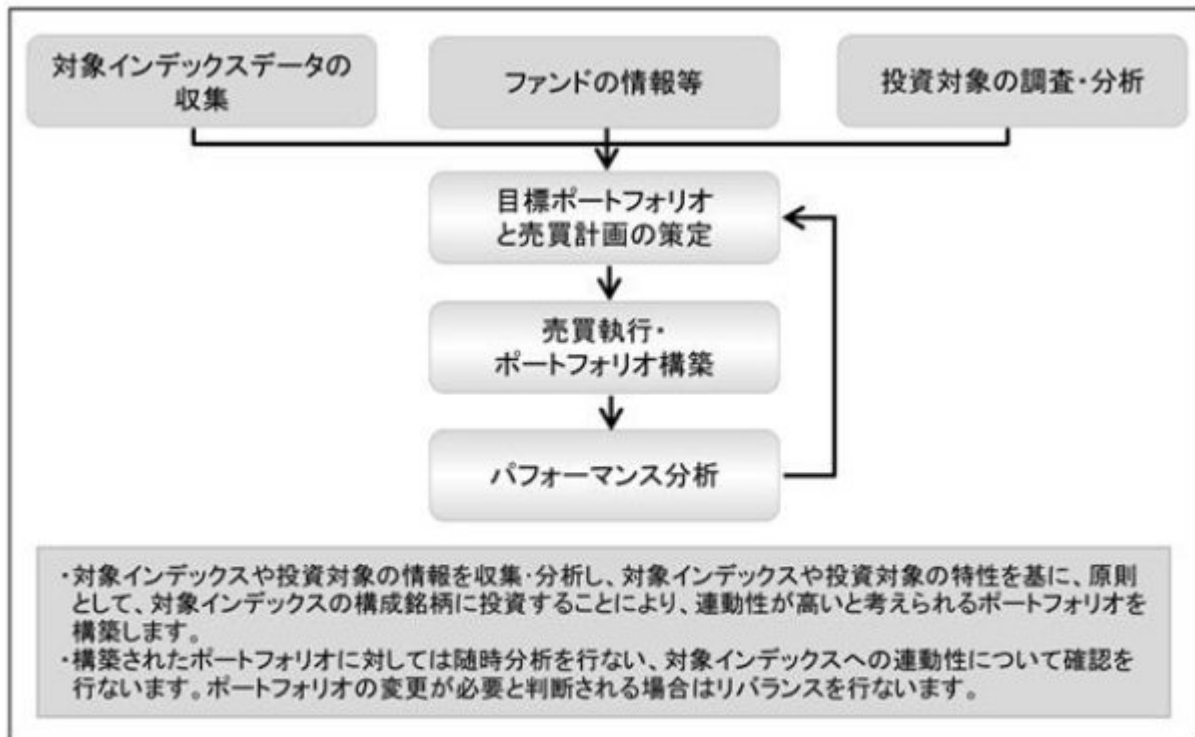 対象インデックスデータの
収集
ファンドの情報等
投資対象の調査・分析
目標ポートフォリオ
と売買計画の策定
売買執行・
ポートフォリオ構築
パフォーマンス分析
・対象インデックスや投資対象の情報を収集・分析し、対象インデックスや投資対象の特性を基に、原則
として、対象インデックスの構成銘柄に投資することにより、連動性が高いと考えられるポートフォリオを
構築します。
・構築されたポートフォリオに対しては随時分析を行ない、対象インデックスへの連動性について確認を
行ないます。ポートフォリオの変更が必要と判断される場合はリバランスを行ないます。